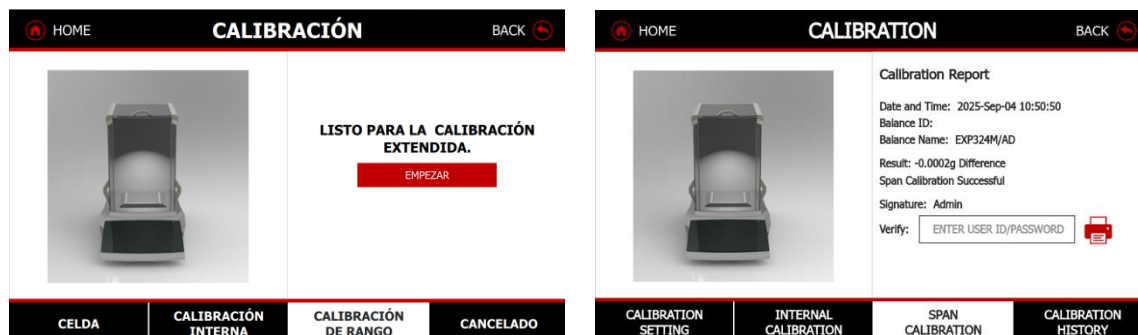 HOME
CALIBRACIÓN
BACK
LISTO PARA LA CALIBRACIÓN
EXTENDIDA.
EMPEZAR
CELDA
CALIBRACIÓN
INTERNA
CALIBRACIÓN
DE RANGO
CANCELADO
HOME
CALIBRATION
BACK
Calibration Report
Date and Time: 2025-Sep-04 10:50:50
Balance ID:
Balance Name: EXP324M/AD
Result: -0.0002g Difference
Span Calibration Successful
Signature: Admin
Verify: ENTER USER ID/PASSWORD
CALIBRATION
SETTING
INTERNAL
CALIBRATION
SPAN
CALIBRATION
CALIBRATION
HISTORY